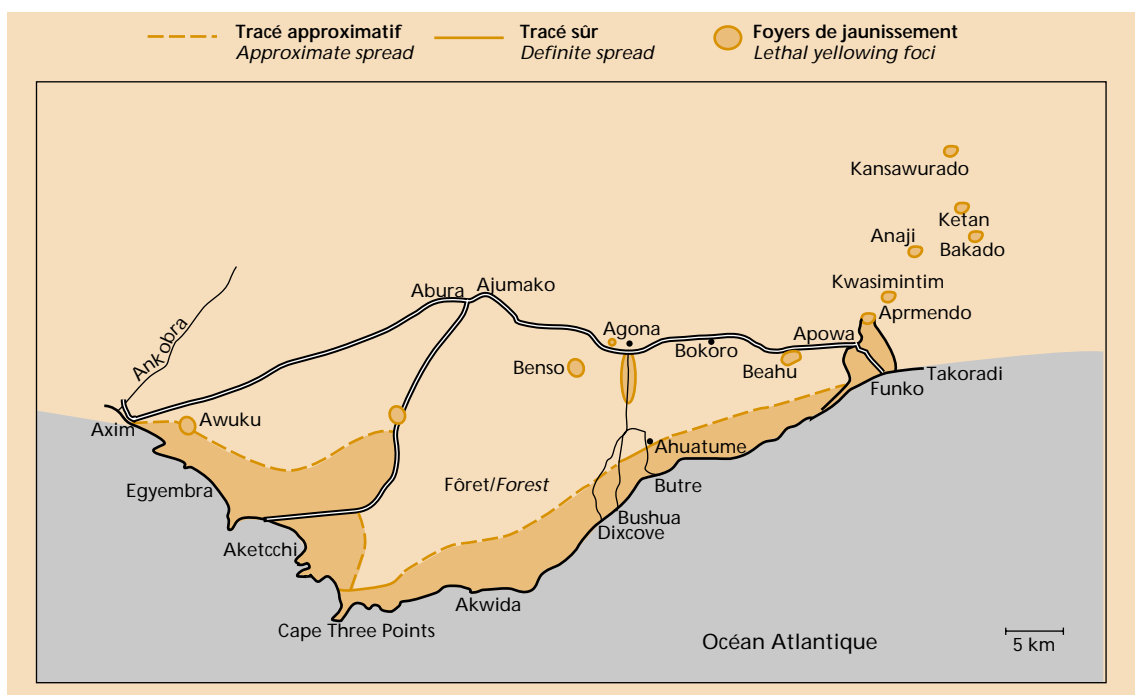 Tracé approximatif
Approximate spread
Tracé sûr
Definite spread
Foyers de jaunissement
Lethal yellowing foci
Kansawurado
Ketan
Anaji
Bakado
Kwasimintim
Abura
Ajumako
Aprmendo
Ankobra
Agona
Apowa
Bokoro
Benso
Beahu
Takoradi
Funko
Axim
Awuku
Ahuatume
Egyembra
Fôret/Forest
Butre
Bushua
Dixcove
Aketcchi
Akwida
Cape Three Points
Océan Atlantique
5 km